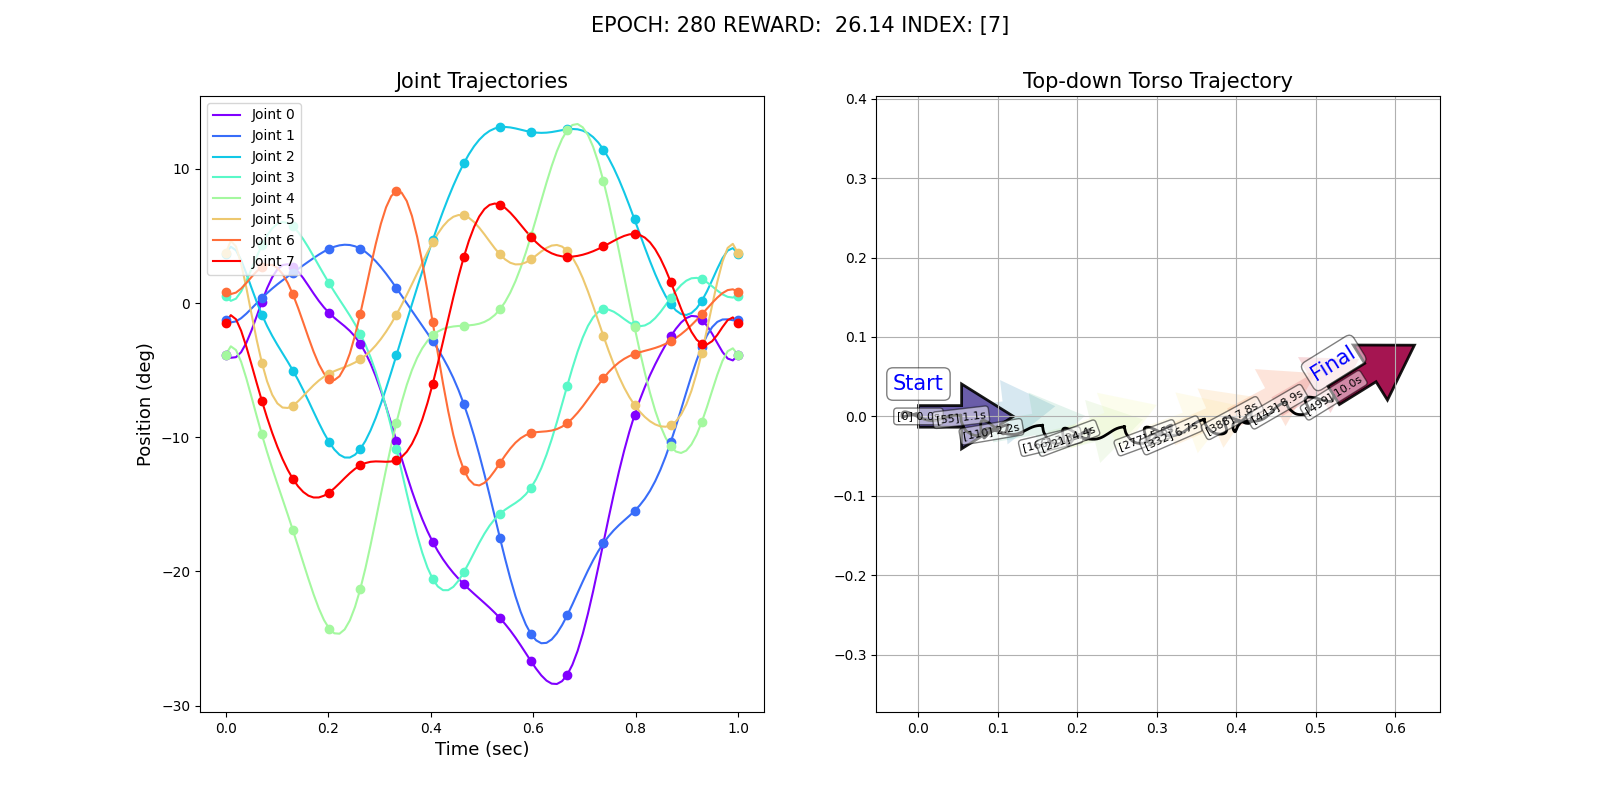 EPOCH: 280 REWARD:  26.14 INDEX: [7]
Joint Trajectories
Joint 0
Joint 1
Joint 2
Joint 3
Joint 4
Joint 5
Joint 6
Joint 7
10
0
−10
−20
−30
Position (deg)
0.0
0.2
0.4
0.6
0.8
1.0
Time (sec)
Top-down Torso Trajectory
0.4
0.3
0.2
0.1
0.0
−0.1
−0.2
−0.3
0.0
0.1
0.2
0.3
0.4
0.5
0.6
Start
Final
[0] 0.0
[55] 1.1s
[110] 2.2s
[221] 4.4s
[332] 6.7s
[388] 7.8s
[443] 8.9s
[499] 10.0s